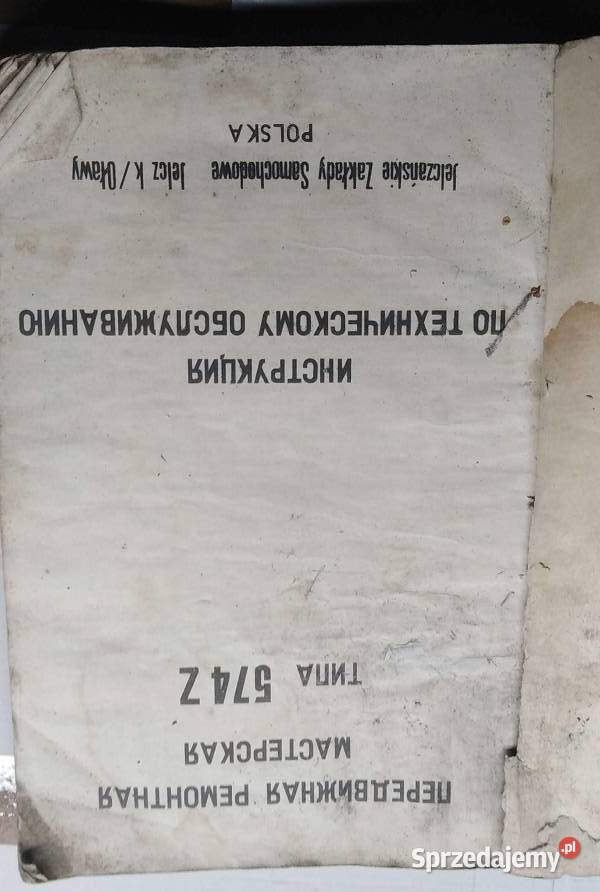 ПЕРЕДВИЖНАЯ РЕМОНТНАЯ
МАСТЕРСКАЯ
ТИПА 574 Z
ИНСТРУКЦИЯ
ПО ТЕХНИЧЕСКОМУ ОБСЛУЖИВАНИЮ
Jelczańskie Zakłady Samochodowe Jelcz k/Oławy
POLSKA
Sprzedajemy.pl